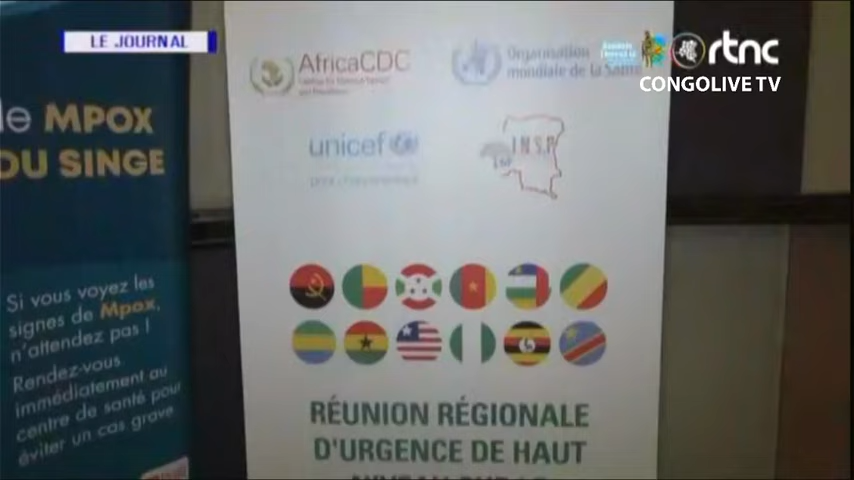 LE JOURNAL
rtnc
CONGOLIVE TV
AfricaCDC
Organisation
mondiale de la Santé
unicef
I.N.S.P
le MPOX
DU SINGE
Si vous voyez les
signes de Mpox,
n'attendez pas !
Rendez-vous
immédiatement au
centre de santé pour
éviter un cas grave
RÉUNION RÉGIONALE
D'URGENCE DE HAUT